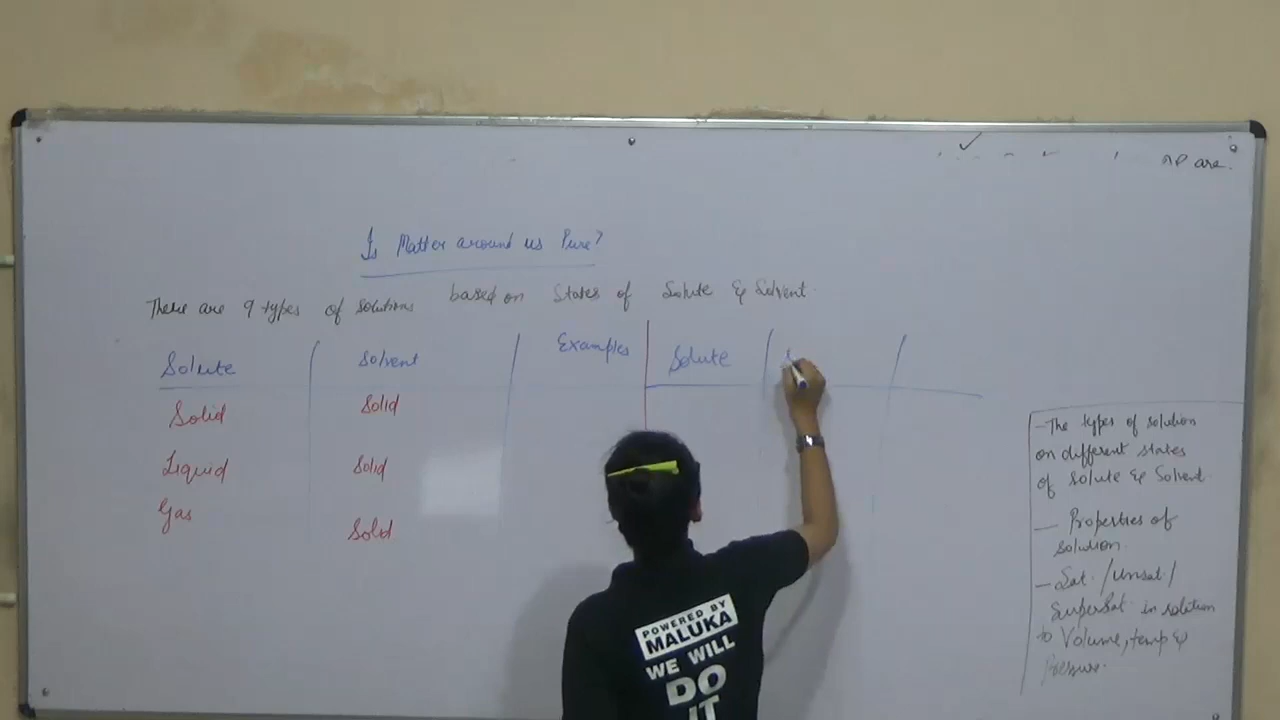 are.
Is Matter around us Pure?
There are 9 types of solutions based on States of Solute & Solvent.
Solute Solvent Examples Solute
Solid Solid
Liquid Solid
Gas Solid
- The types of solution
on different states
of solute & Solvent.
- Properties of
solution.
- Sat. / Unsat. /
SuperSat. in solution
to Volume, temp &
Pressure.
POWERED BY
MALUKA
WE WILL
DO
IT